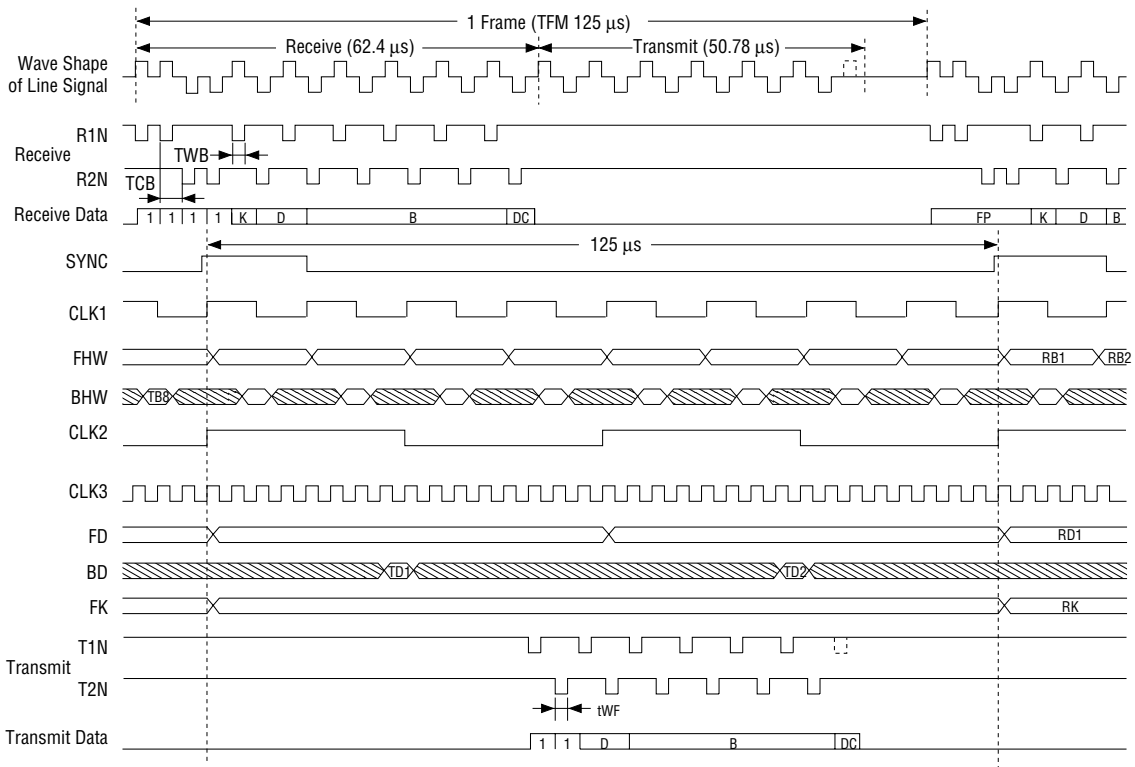 1 Frame (TFM 125 µs)
Receive (62.4 µs) Transmit (50.78 µs)
Wave Shape
of Line Signal
R1N
Receive TWB
R2N
TCB
Receive Data 1 1 1 1 K D B DC FP K D B
125 µs
SYNC
CLK1
FHW RB1 RB2
BHW TB8
CLK2
CLK3
FD RD1
BD TD1 TD2
FK RK
T1N
Transmit
T2N
tWF
Transmit Data 1 1 D B DC